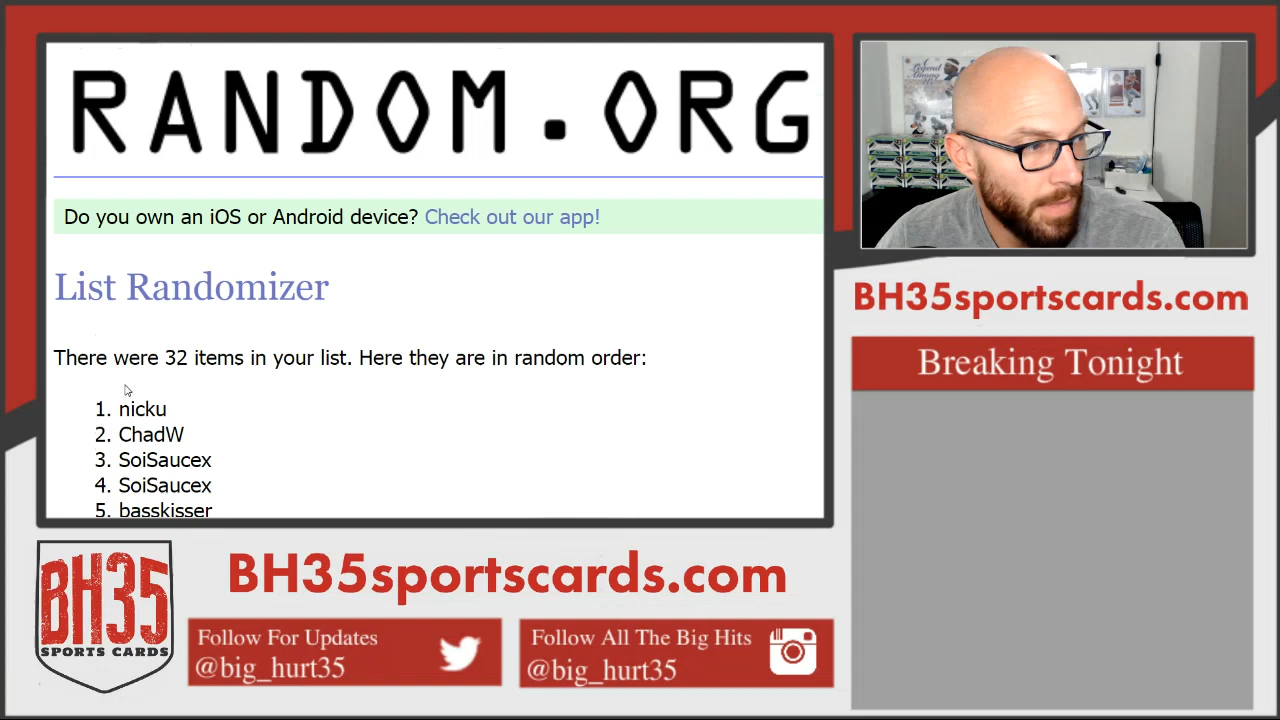 RANDOM.ORG
Do you own an iOS or Android device? Check out our app!
List Randomizer
There were 32 items in your list. Here they are in random order:
1. nicku
2. ChadW
3. SoiSaucex
4. SoiSaucex
5. basskisser
BH35sportscards.com
Breaking Tonight
BH35
SPORTS CARDS
BH35sportscards.com
Follow For Updates
@big_hurt35
Follow All The Big Hits
@big_hurt35